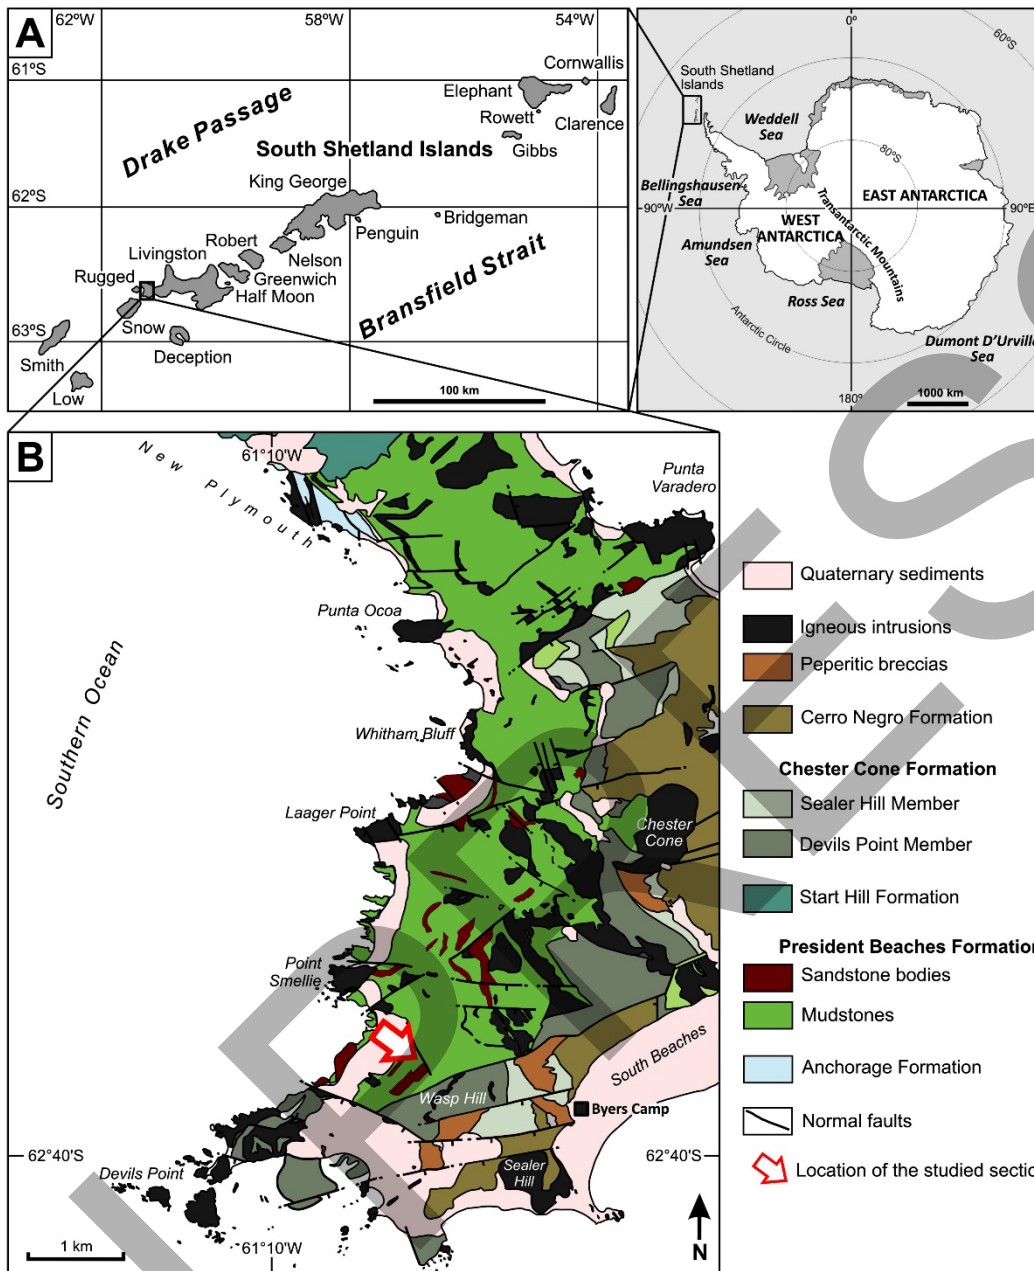 A
62ºW
58ºW
54ºW
61ºS
62ºS
63ºS
Drake Passage
Cornwallis
Elephant
Rowett
Clarence
Gibbs
South Shetland Islands
King George
Bridgeman
Penguin
Robert
Nelson
Livingston
Greenwich
Rugged
Half Moon
Bransfield Strait
Snow
Smith
Deception
Low
100 km
0º
60ºS
South Shetland
Islands
Weddell
Sea
80ºS
Bellingshausen
Sea
EAST ANTARCTICA
90ºW
90ºE
WEST
ANTARCTICA
Transantarctic Mountains
Amundsen
Sea
Ross Sea
Antarctic Circle
Dumont D'Urville
Sea
180º
1000 km
B
61º10'W
New Plymouth
Punta
Varadero
Punta Ocoa
Southern Ocean
Whitham Bluff
Laager Point
Chester
Cone
Point
Smellie
South Beaches
Wasp Hill
Byers Camp
62º40'S
62º40'S
Devils Point
Sealer
Hill
1 km
61º10'W
N
Quaternary sediments
Igneous intrusions
Peperitic breccias
Cerro Negro Formation
Chester Cone Formation
Sealer Hill Member
Devils Point Member
Start Hill Formation
President Beaches Formation
Sandstone bodies
Mudstones
Anchorage Formation
Normal faults
Location of the studied sectio